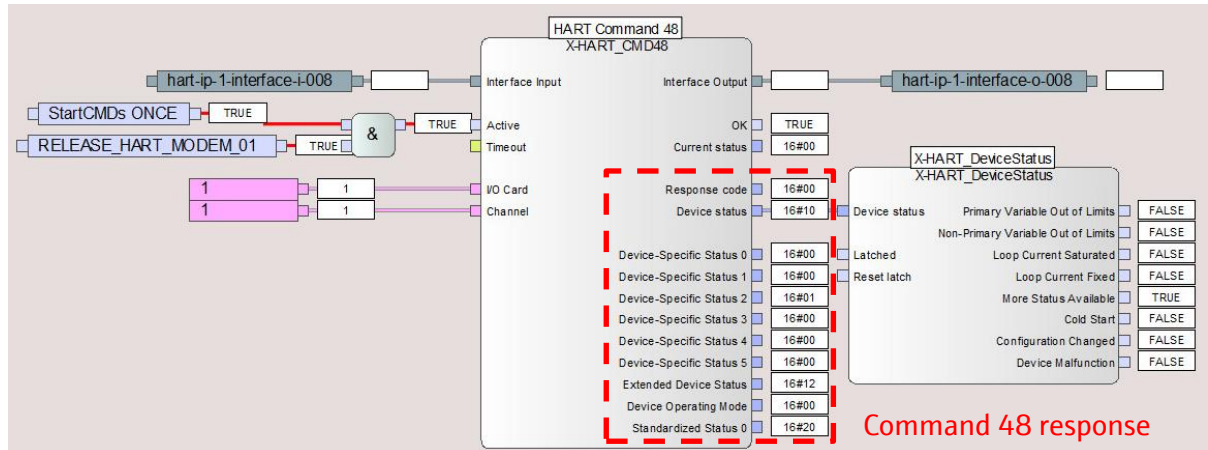 HART Command 48
X-HART_CMD48
hart-ip-1-interface-i-008
Interface Input
Interface Output
hart-ip-1-interface-o-008
StartCMDs ONCE
TRUE
&
TRUE
Active
OK
TRUE
RELEASE_HART_MODEM_01
TRUE
Timeout
Current status
16#00
1
1
I/O Card
Response code
16#00
1
1
Channel
Device status
16#10
Device-Specific Status 0
16#00
Device-Specific Status 1
16#00
Device-Specific Status 2
16#01
Device-Specific Status 3
16#00
Device-Specific Status 4
16#00
Device-Specific Status 5
16#00
Extended Device Status
16#12
Device Operating Mode
16#00
Standardized Status 0
16#20
X-HART_DeviceStatus
X-HART_DeviceStatus
Device status
Primary Variable Out of Limits
FALSE
Non-Primary Variable Out of Limits
FALSE
Latched
Loop Current Saturated
FALSE
Reset latch
Loop Current Fixed
FALSE
More Status Available
TRUE
Cold Start
FALSE
Configuration Changed
FALSE
Device Malfunction
FALSE
Command 48 response